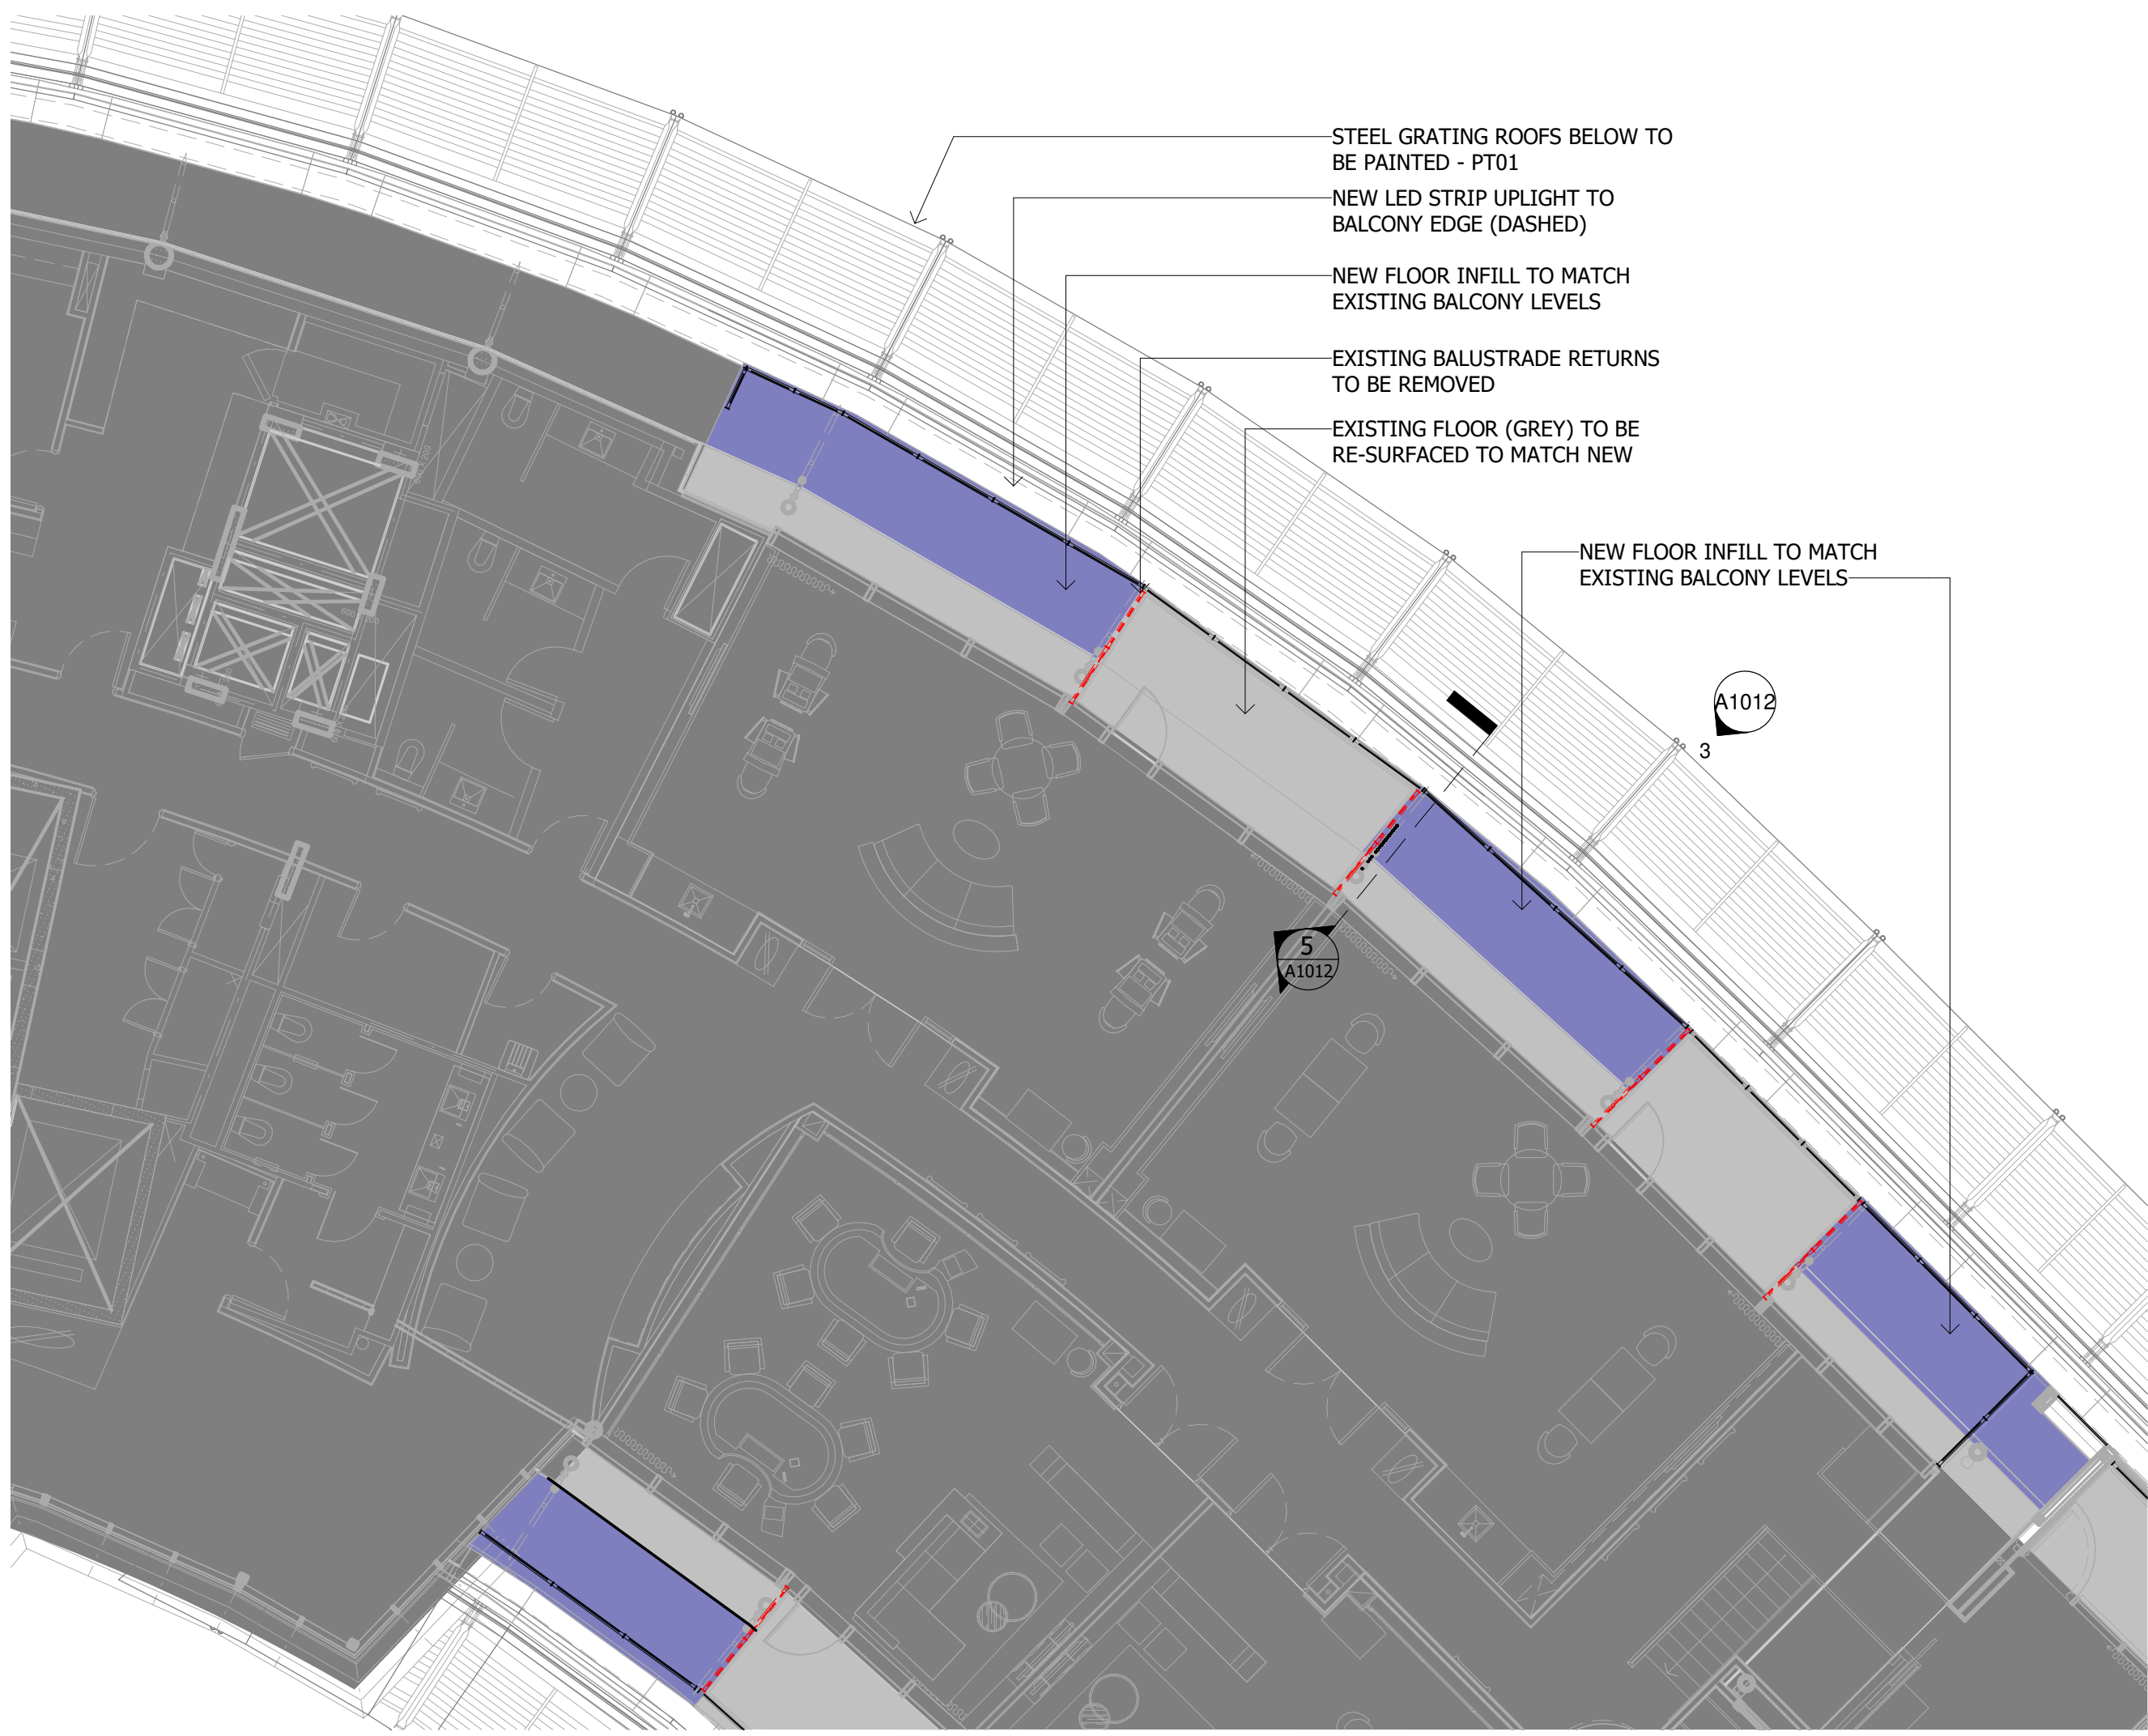 STEEL GRATING ROOFS BELOW TO
BE PAINTED - PT01
NEW LED STRIP UPLIGHT TO
BALCONY EDGE (DASHED)
NEW FLOOR INFILL TO MATCH
EXISTING BALCONY LEVELS
EXISTING BALUSTRADE RETURNS
TO BE REMOVED
EXISTING FLOOR (GREY) TO BE
RE-SURFACED TO MATCH NEW
NEW FLOOR INFILL TO MATCH
EXISTING BALCONY LEVELS
A1012
3
5
A1012